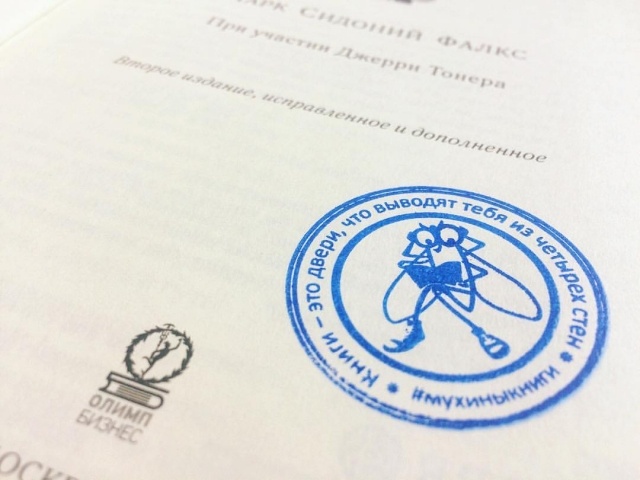 МАРК СИДОНИЙ ФАЛКС
При участии Джерри Тонера
Второе издание, исправленное и дополненное
Книги – это двери, что выводят тебя из четырех стен
#мухиныкниги
ОЛИМП
БИЗНЕС